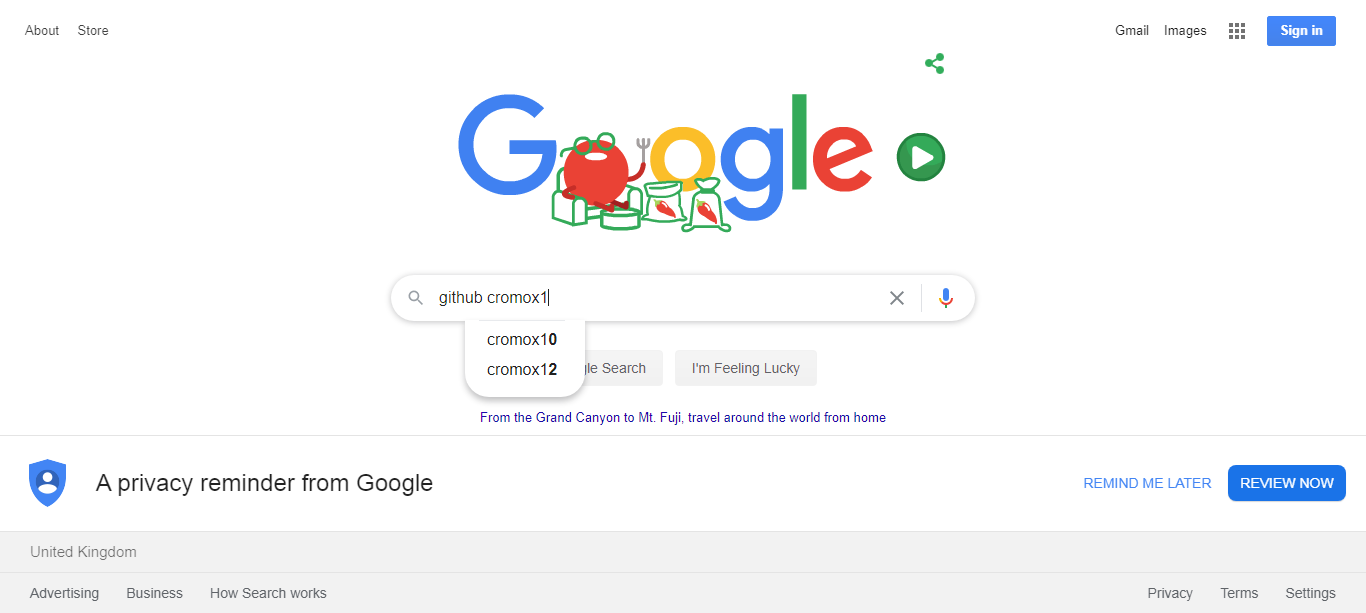 About Store
Gmail Images Sign in
Google
github cromox1
cromox10
cromox12
gle Search I'm Feeling Lucky
From the Grand Canyon to Mt. Fuji, travel around the world from home
A privacy reminder from Google
REMIND ME LATER REVIEW NOW
United Kingdom
Advertising Business How Search works
Privacy Terms Settings